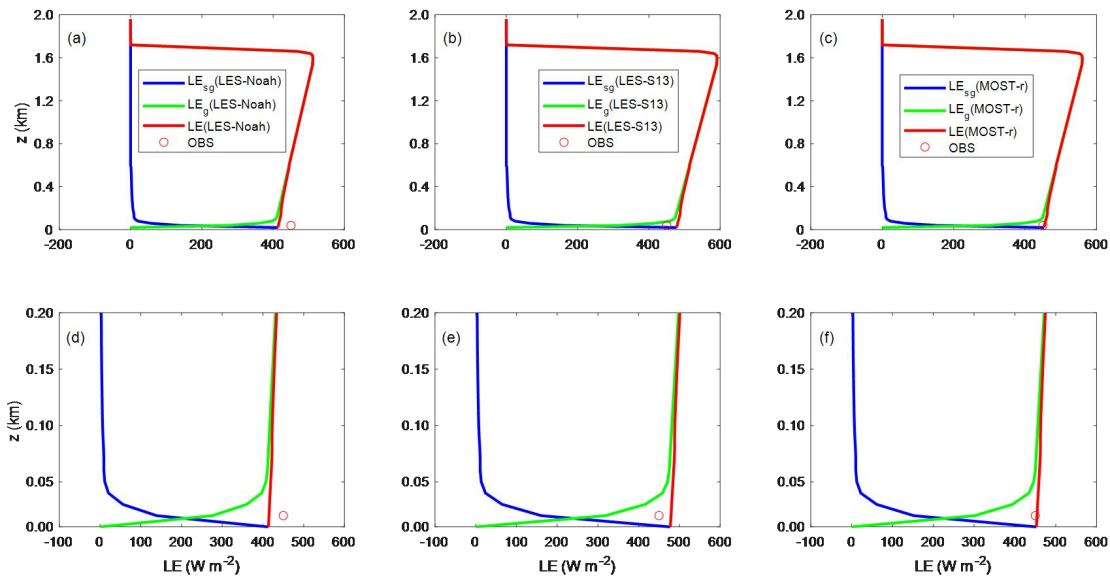 (a)
(b)
(c)
2.0
1.6
1.2
0.8
0.4
0
z (km)
LE_sg(LES-Noah)
LE_g(LES-Noah)
LE(LES-Noah)
OBS
-200 0 200 400 600
2.0
1.6
1.2
0.8
0.4
0
LE_sg(LES-S13)
LE_g(LES-S13)
LE(LES-S13)
OBS
-200 0 200 400 600
2.0
1.6
1.2
0.8
0.4
0
LE_sg(MOST-r)
LE_g(MOST-r)
LE(MOST-r)
OBS
-200 0 200 400 600
(d)
(e)
(f)
0.20
0.15
0.10
0.05
0.00
z (km)
-100 0 100 200 300 400 500 600
LE (W m⁻²)
0.20
0.15
0.10
0.05
0.00
-100 0 100 200 300 400 500 600
LE (W m⁻²)
0.20
0.15
0.10
0.05
0.00
-100 0 100 200 300 400 500 600
LE (W m⁻²)